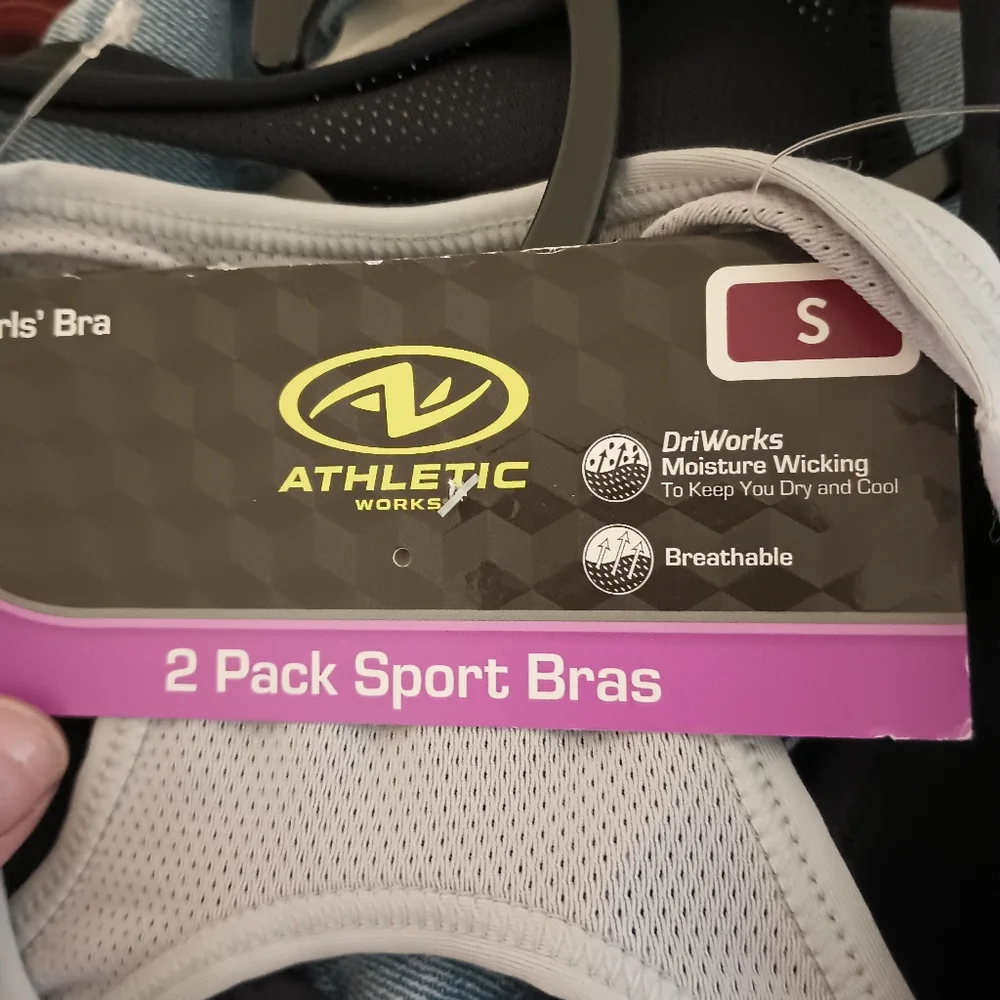 rls' Bra
S
ATHLETIC
WORKS
DriWorks
Moisture Wicking
To Keep You Dry and Cool
Breathable
2 Pack Sport Bras